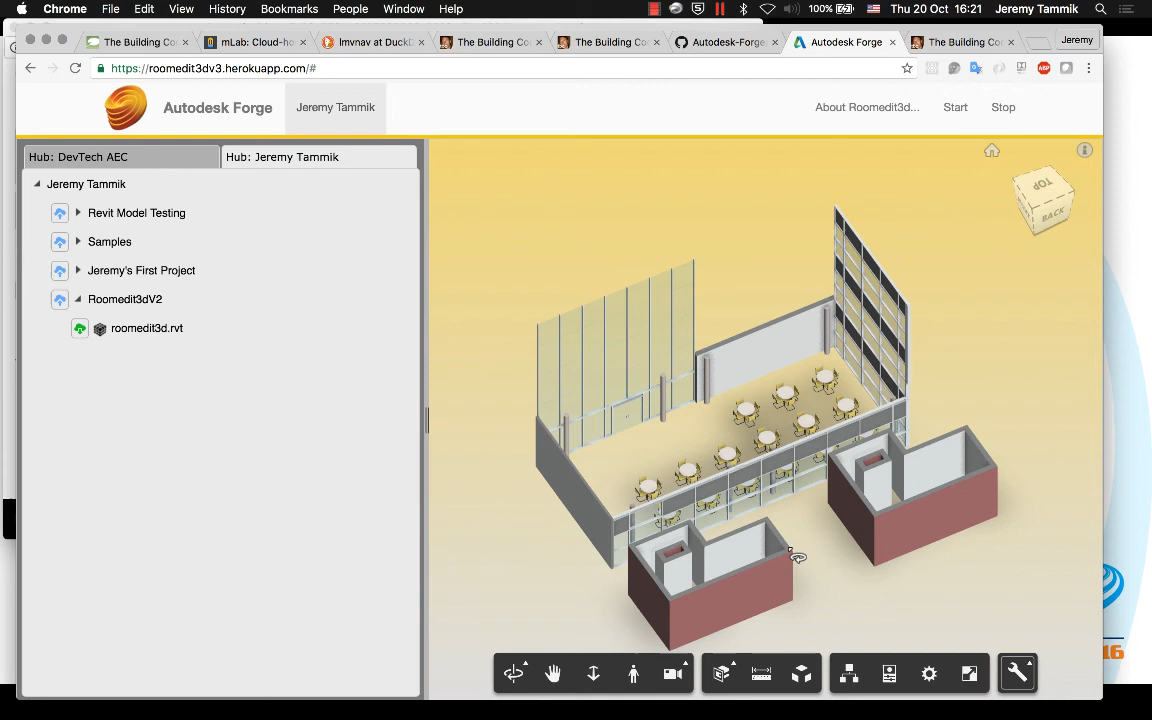 Chrome File Edit View History Bookmarks People Window Help 100% Thu 20 Oct 16:21 Jeremy Tammik
The Building Co mLab: Cloud-ho lmvnav at DuckD The Building Co The Building Co Autodesk-Forge. Autodesk Forge The Building Co Jeremy
https://roomedit3dv3.herokuapp.com/# ABP
Autodesk Forge Jeremy Tammik About Roomedit3d... Start Stop
Hub: DevTech AEC Hub: Jeremy Tammik
Jeremy Tammik
Revit Model Testing
Samples
Jeremy's First Project
Roomedit3dV2
roomedit3d.rvt
TOP
BACK
16